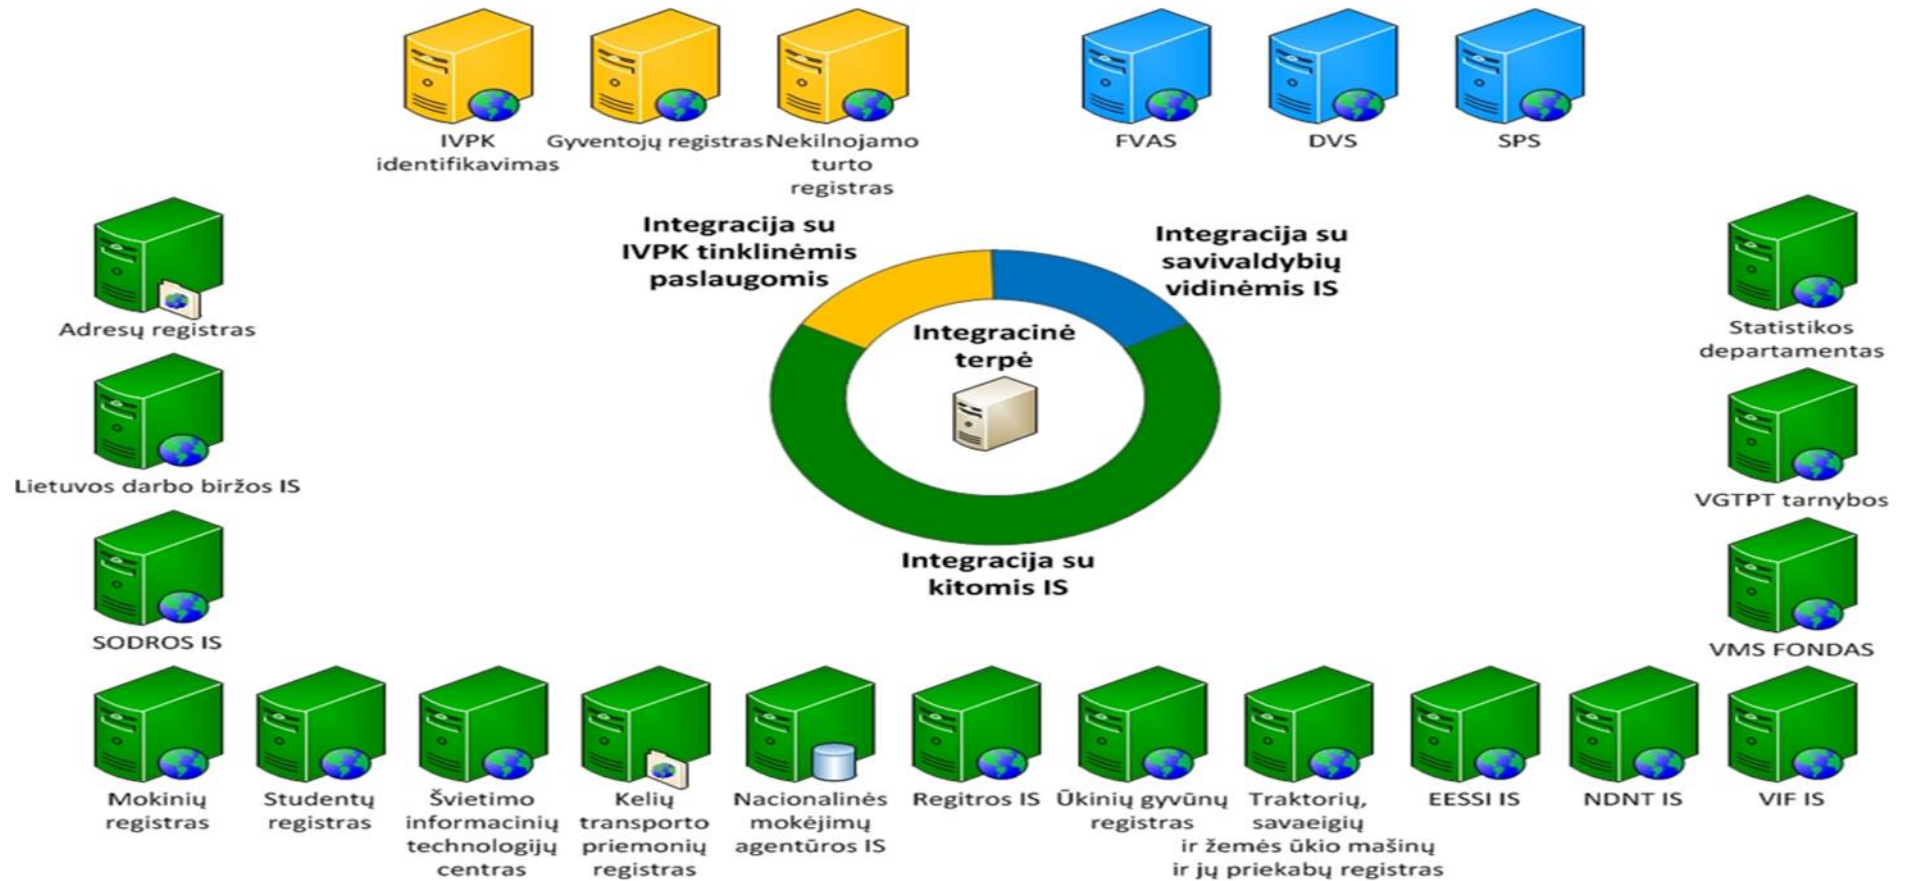 IVPK
identifikavimas
Gyventojų registras
Nekilnojamo
turto
registras
FVAS
DVS
SPS
Integracija su
IVPK tinklinėmis
paslaugomis
Integracija su
savivaldybių
vidinėmis IS
Integracinė
terpė
Integracija su
kitomis IS
Adresų registras
Lietuvos darbo biržos IS
SODROS IS
Statistikos
departamentas
VGTPT tarnybos
VMS FONDAS
Mokinių
registras
Studentų
registras
Švietimo
informacinių
technologijų
centras
Kelių
transporto
priemonių
registras
Nacionalinės
mokėjimų
agentūros IS
Regitros IS
Ūkinių gyvūnų
registras
Traktorių,
savaeigių
ir žemės ūkio mašinų
ir jų priekabų registras
EESSI IS
NDNT IS
VIF IS